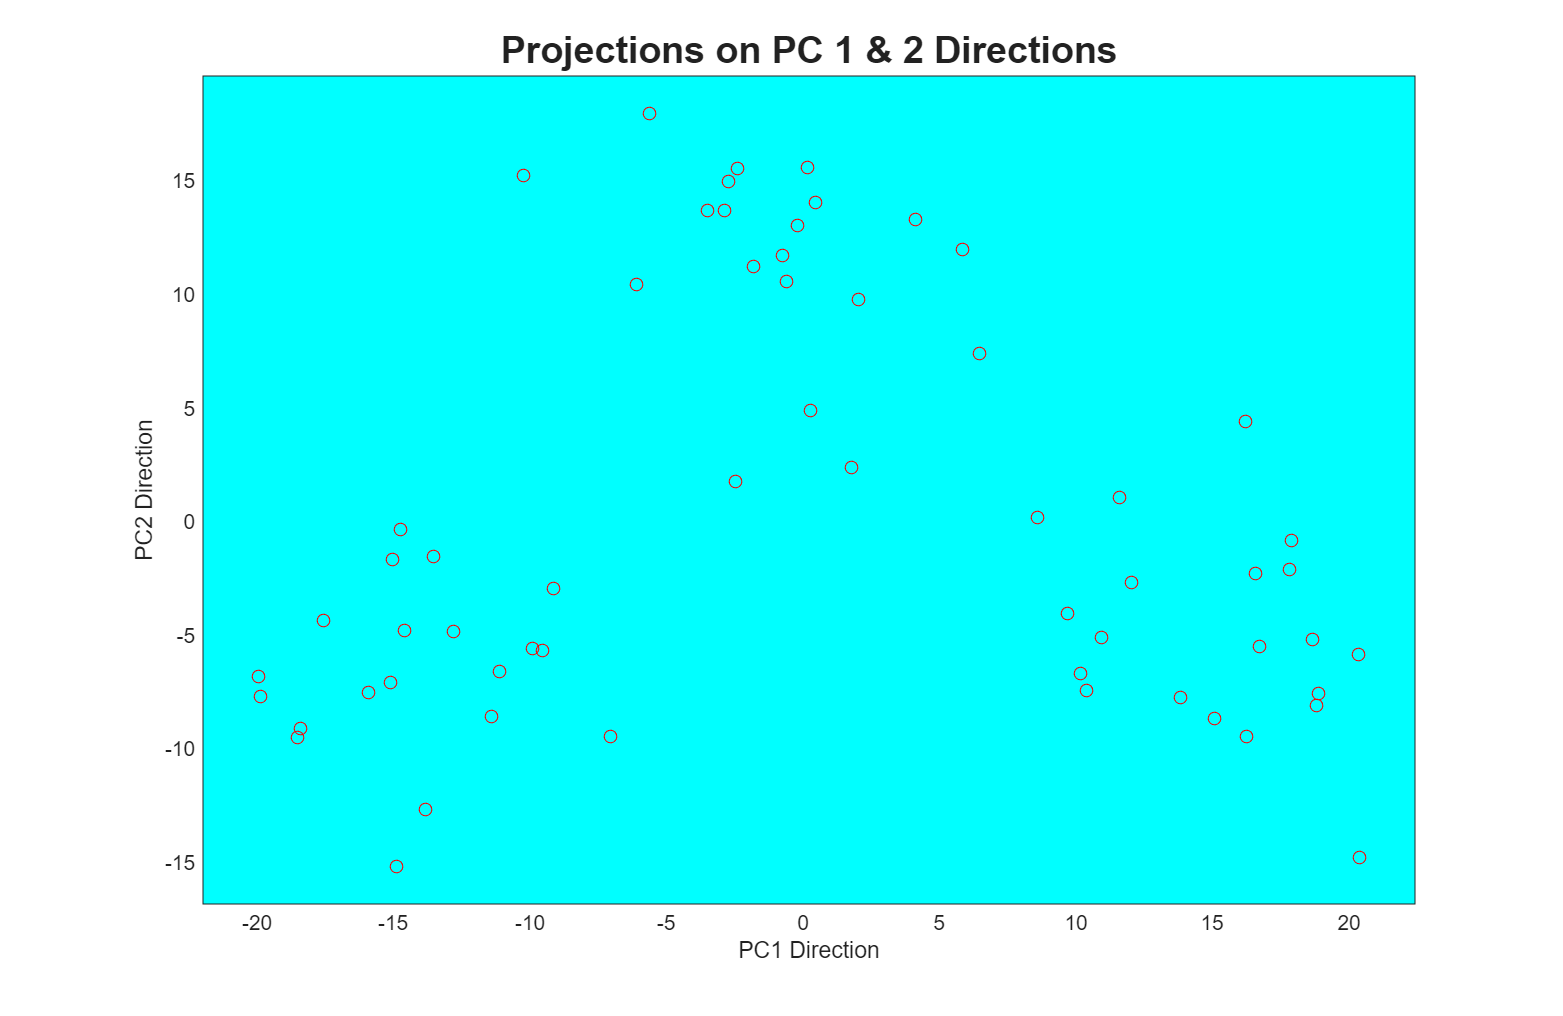 Projections on PC 1 & 2 Directions
15
10
5
0
-5
-10
-15
PC2 Direction
-20 -15 -10 -5 0 5 10 15 20
PC1 Direction